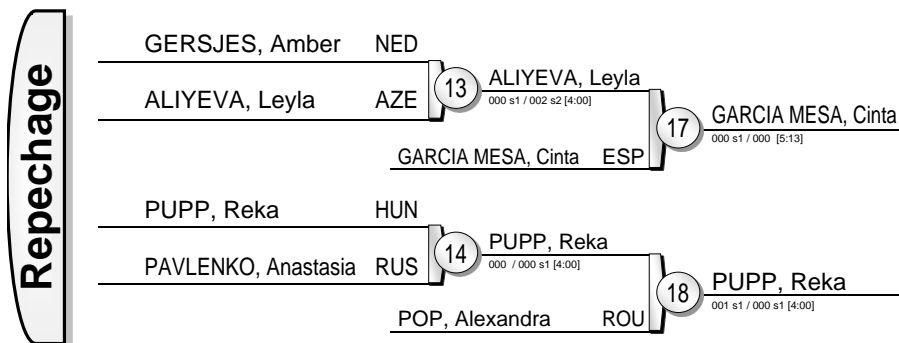 Repechage
GERSJES, Amber NED
ALIYEVA, Leyla AZE
13
ALIYEVA, Leyla
000 s1 / 002 s2 [4:00]
GARCIA MESA, Cinta ESP
17
GARCIA MESA, Cinta
000 s1 / 000 [5:13]
PUPP, Reka HUN
PAVLENKO, Anastasia RUS
14
PUPP, Reka
000 / 000 s1 [4:00]
POP, Alexandra ROU
18
PUPP, Reka
001 s1 / 000 s1 [4:00]